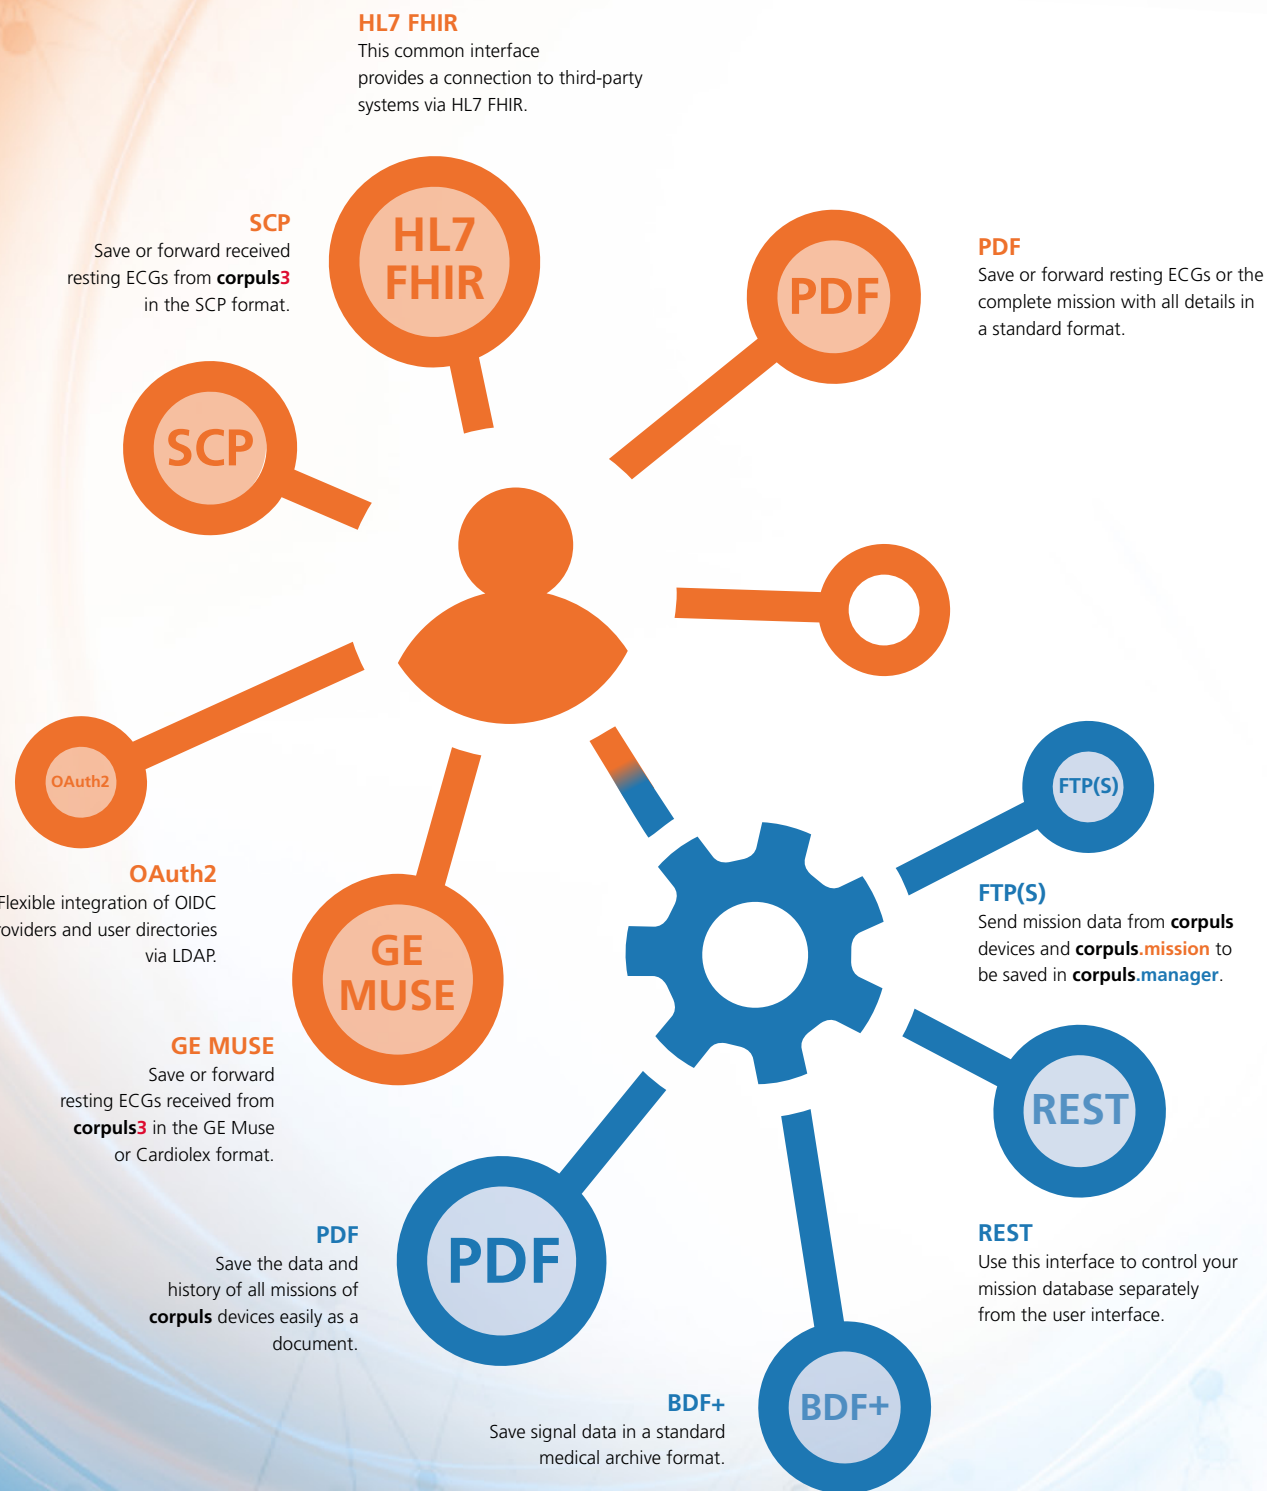 HL7 FHIR
This common interface
provides a connection to third-party
systems via HL7 FHIR.
HL7
FHIR
SCP
Save or forward received
resting ECGs from corpuls3
in the SCP format.
SCP
PDF
PDF
Save or forward resting ECGs or the
complete mission with all details in
a standard format.
OAuth2
OAuth2
Flexible integration of OIDC
roviders and user directories
via LDAP.
GE
MUSE
GE MUSE
Save or forward
resting ECGs received from
corpuls3 in the GE Muse
or Cardiolex format.
FTP(S)
FTP(S)
Send mission data from corpuls
devices and corpuls.mission to
be saved in corpuls.manager.
REST
REST
Use this interface to control your
mission database separately
from the user interface.
PDF
PDF
Save the data and
history of all missions of
corpuls devices easily as a
document.
BDF+
BDF+
Save signal data in a standard
medical archive format.